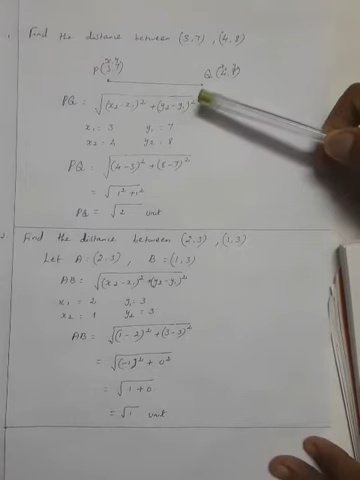 Find the distance between (3,7), (4,8)
x₁ y₁ x₂ y₂
P(3,7) Q(4,8)
PQ = √(x₂-x₁)² + (y₂-y₁)²
x₁ = 3 y₁ = 7
x₂ = 4 y₂ = 8
PQ = √(4-3)² + (8-7)²
= √1² + 1²
PQ = √2 unit
2. Find the distance between (2,3), (1,3)
Let A = (2,3), B = (1,3)
AB = √(x₂-x₁)² + (y₂-y₁)²
x₁ = 2 y₁ = 3
x₂ = 1 y₂ = 3
AB = √(1-2)² + (3-3)²
= √(-1)² + 0²
= √1+0
= √1 unit